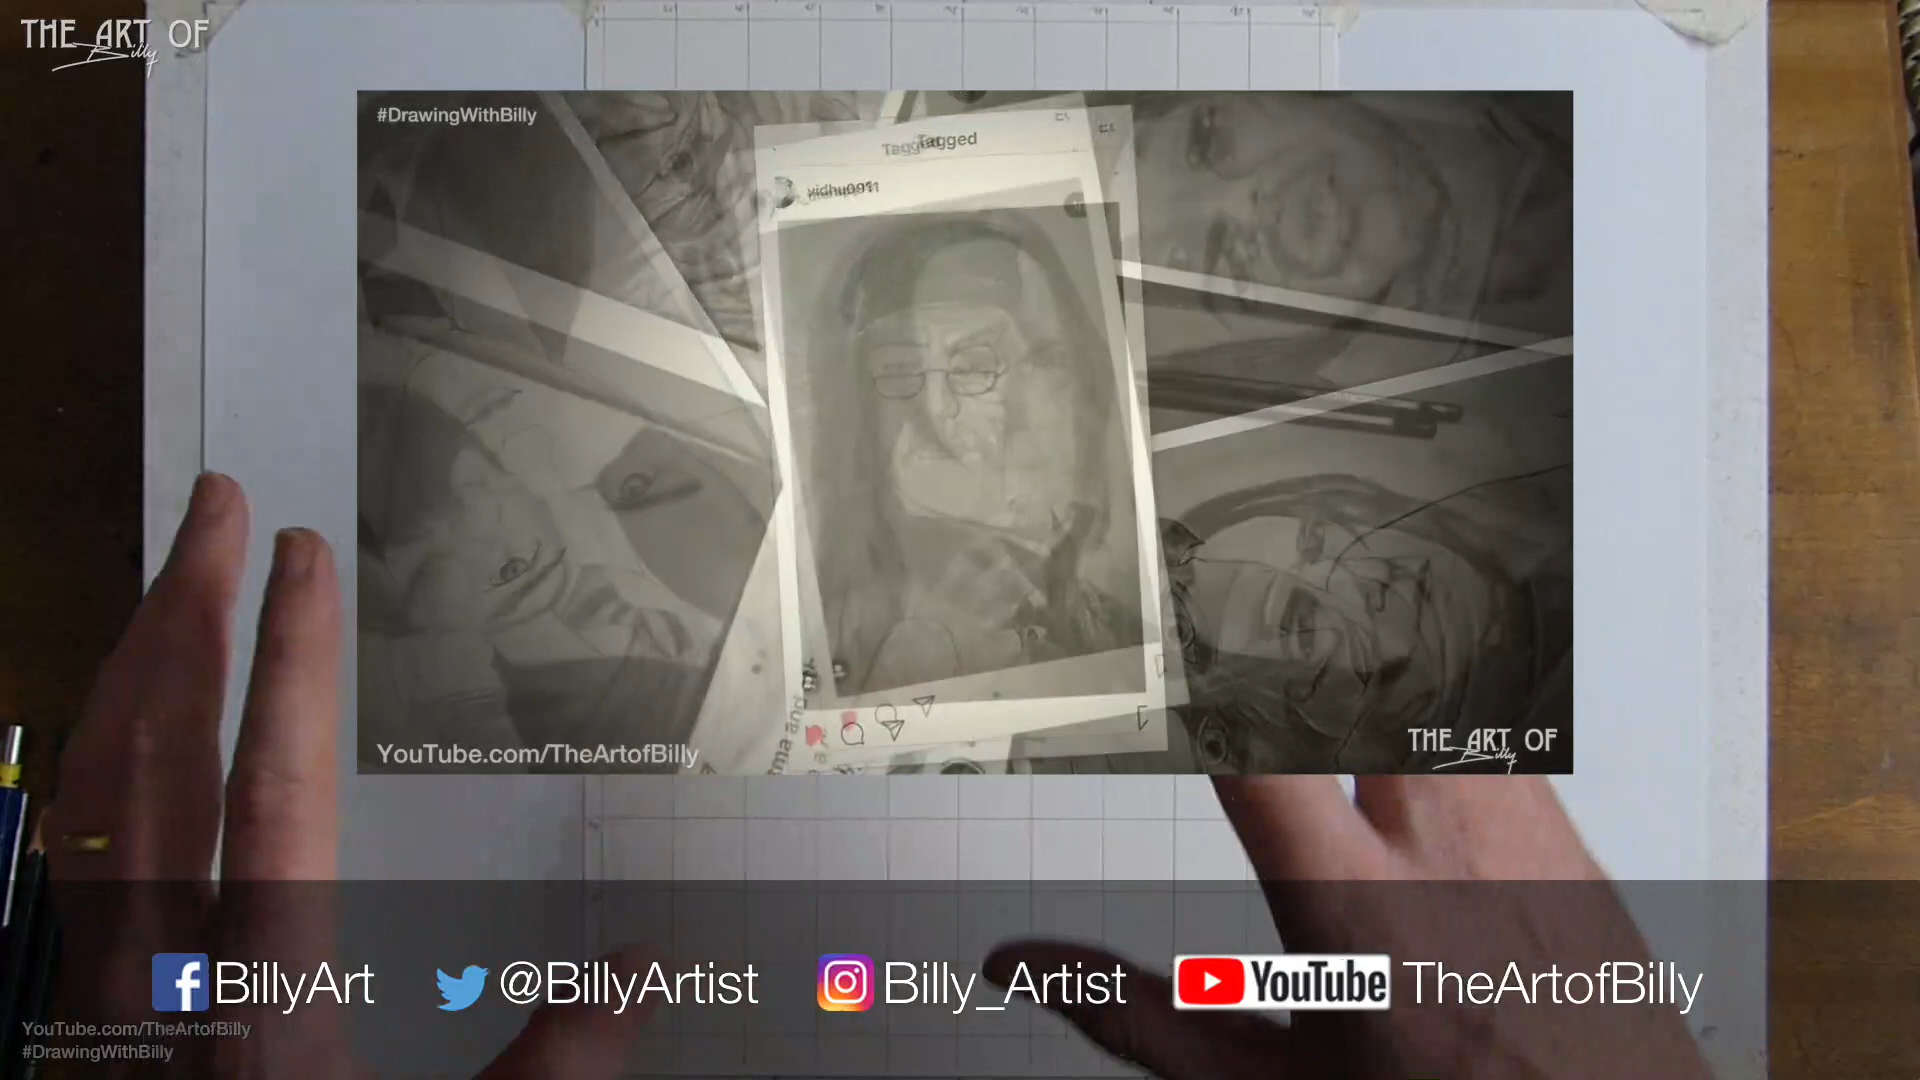 THE ART OF
Billy
#DrawingWithBilly
Tagged
YouTube.com/TheArtofBilly
THE ART OF
Billy
BillyArt
@BillyArtist
Billy_Artist
YouTube
TheArtofBilly
YouTube.com/TheArtofBilly
#DrawingWithBilly